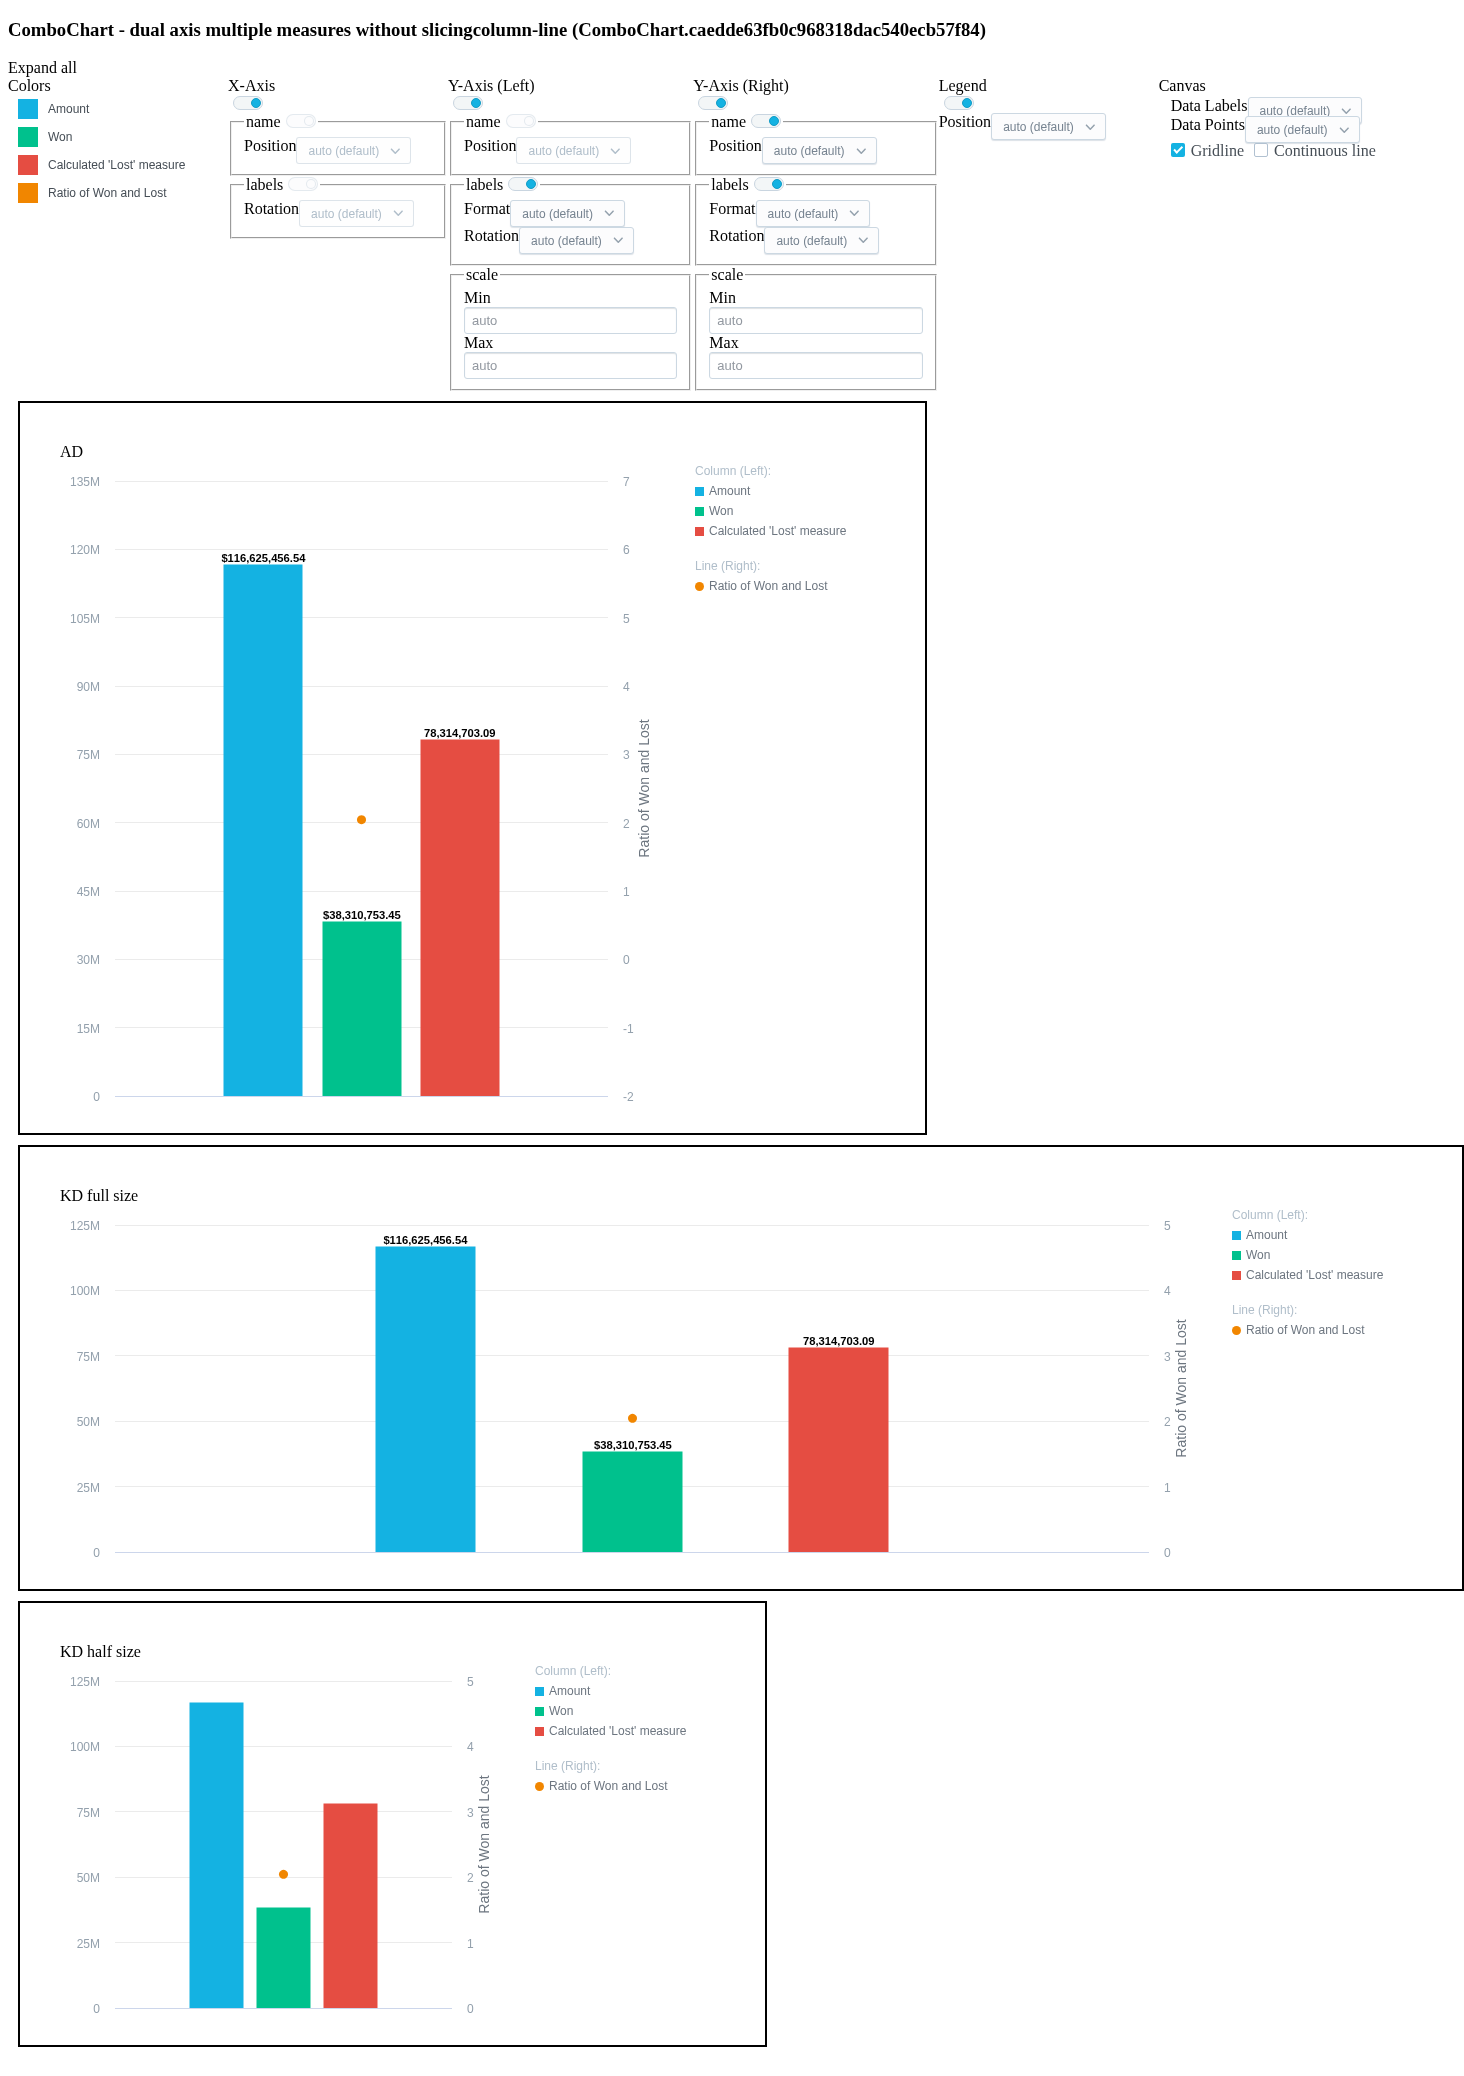 ComboChart - dual axis multiple measures without slicingcolumn-line (ComboChart.caedde63fb0c968318dac540ecb57f84)
Expand all
Colors
Amount
Won
Calculated 'Lost' measure
Ratio of Won and Lost
X-Axis
name
Position auto (default)
labels
Rotation auto (default)
Y-Axis (Left)
name
Position auto (default)
labels
Format auto (default)
Rotation auto (default)
scale
Min
auto
Max
auto
Y-Axis (Right)
name
Position auto (default)
labels
Format auto (default)
Rotation auto (default)
scale
Min
auto
Max
auto
Legend
Position auto (default)
Canvas
Data Labels auto (default)
Data Points auto (default)
Gridline Continuous line
AD
135M
120M
105M
90M
75M
60M
45M
30M
15M
0
$116,625,456.54
$38,310,753.45
78,314,703.09
7
6
5
4
3
2
1
0
-1
-2
Ratio of Won and Lost
Column (Left):
Amount
Won
Calculated 'Lost' measure
Line (Right):
Ratio of Won and Lost
KD full size
125M
100M
75M
50M
25M
0
$116,625,456.54
$38,310,753.45
78,314,703.09
5
4
3
2
1
0
Ratio of Won and Lost
Column (Left):
Amount
Won
Calculated 'Lost' measure
Line (Right):
Ratio of Won and Lost
KD half size
125M
100M
75M
50M
25M
0
5
4
3
2
1
0
Ratio of Won and Lost
Column (Left):
Amount
Won
Calculated 'Lost' measure
Line (Right):
Ratio of Won and Lost